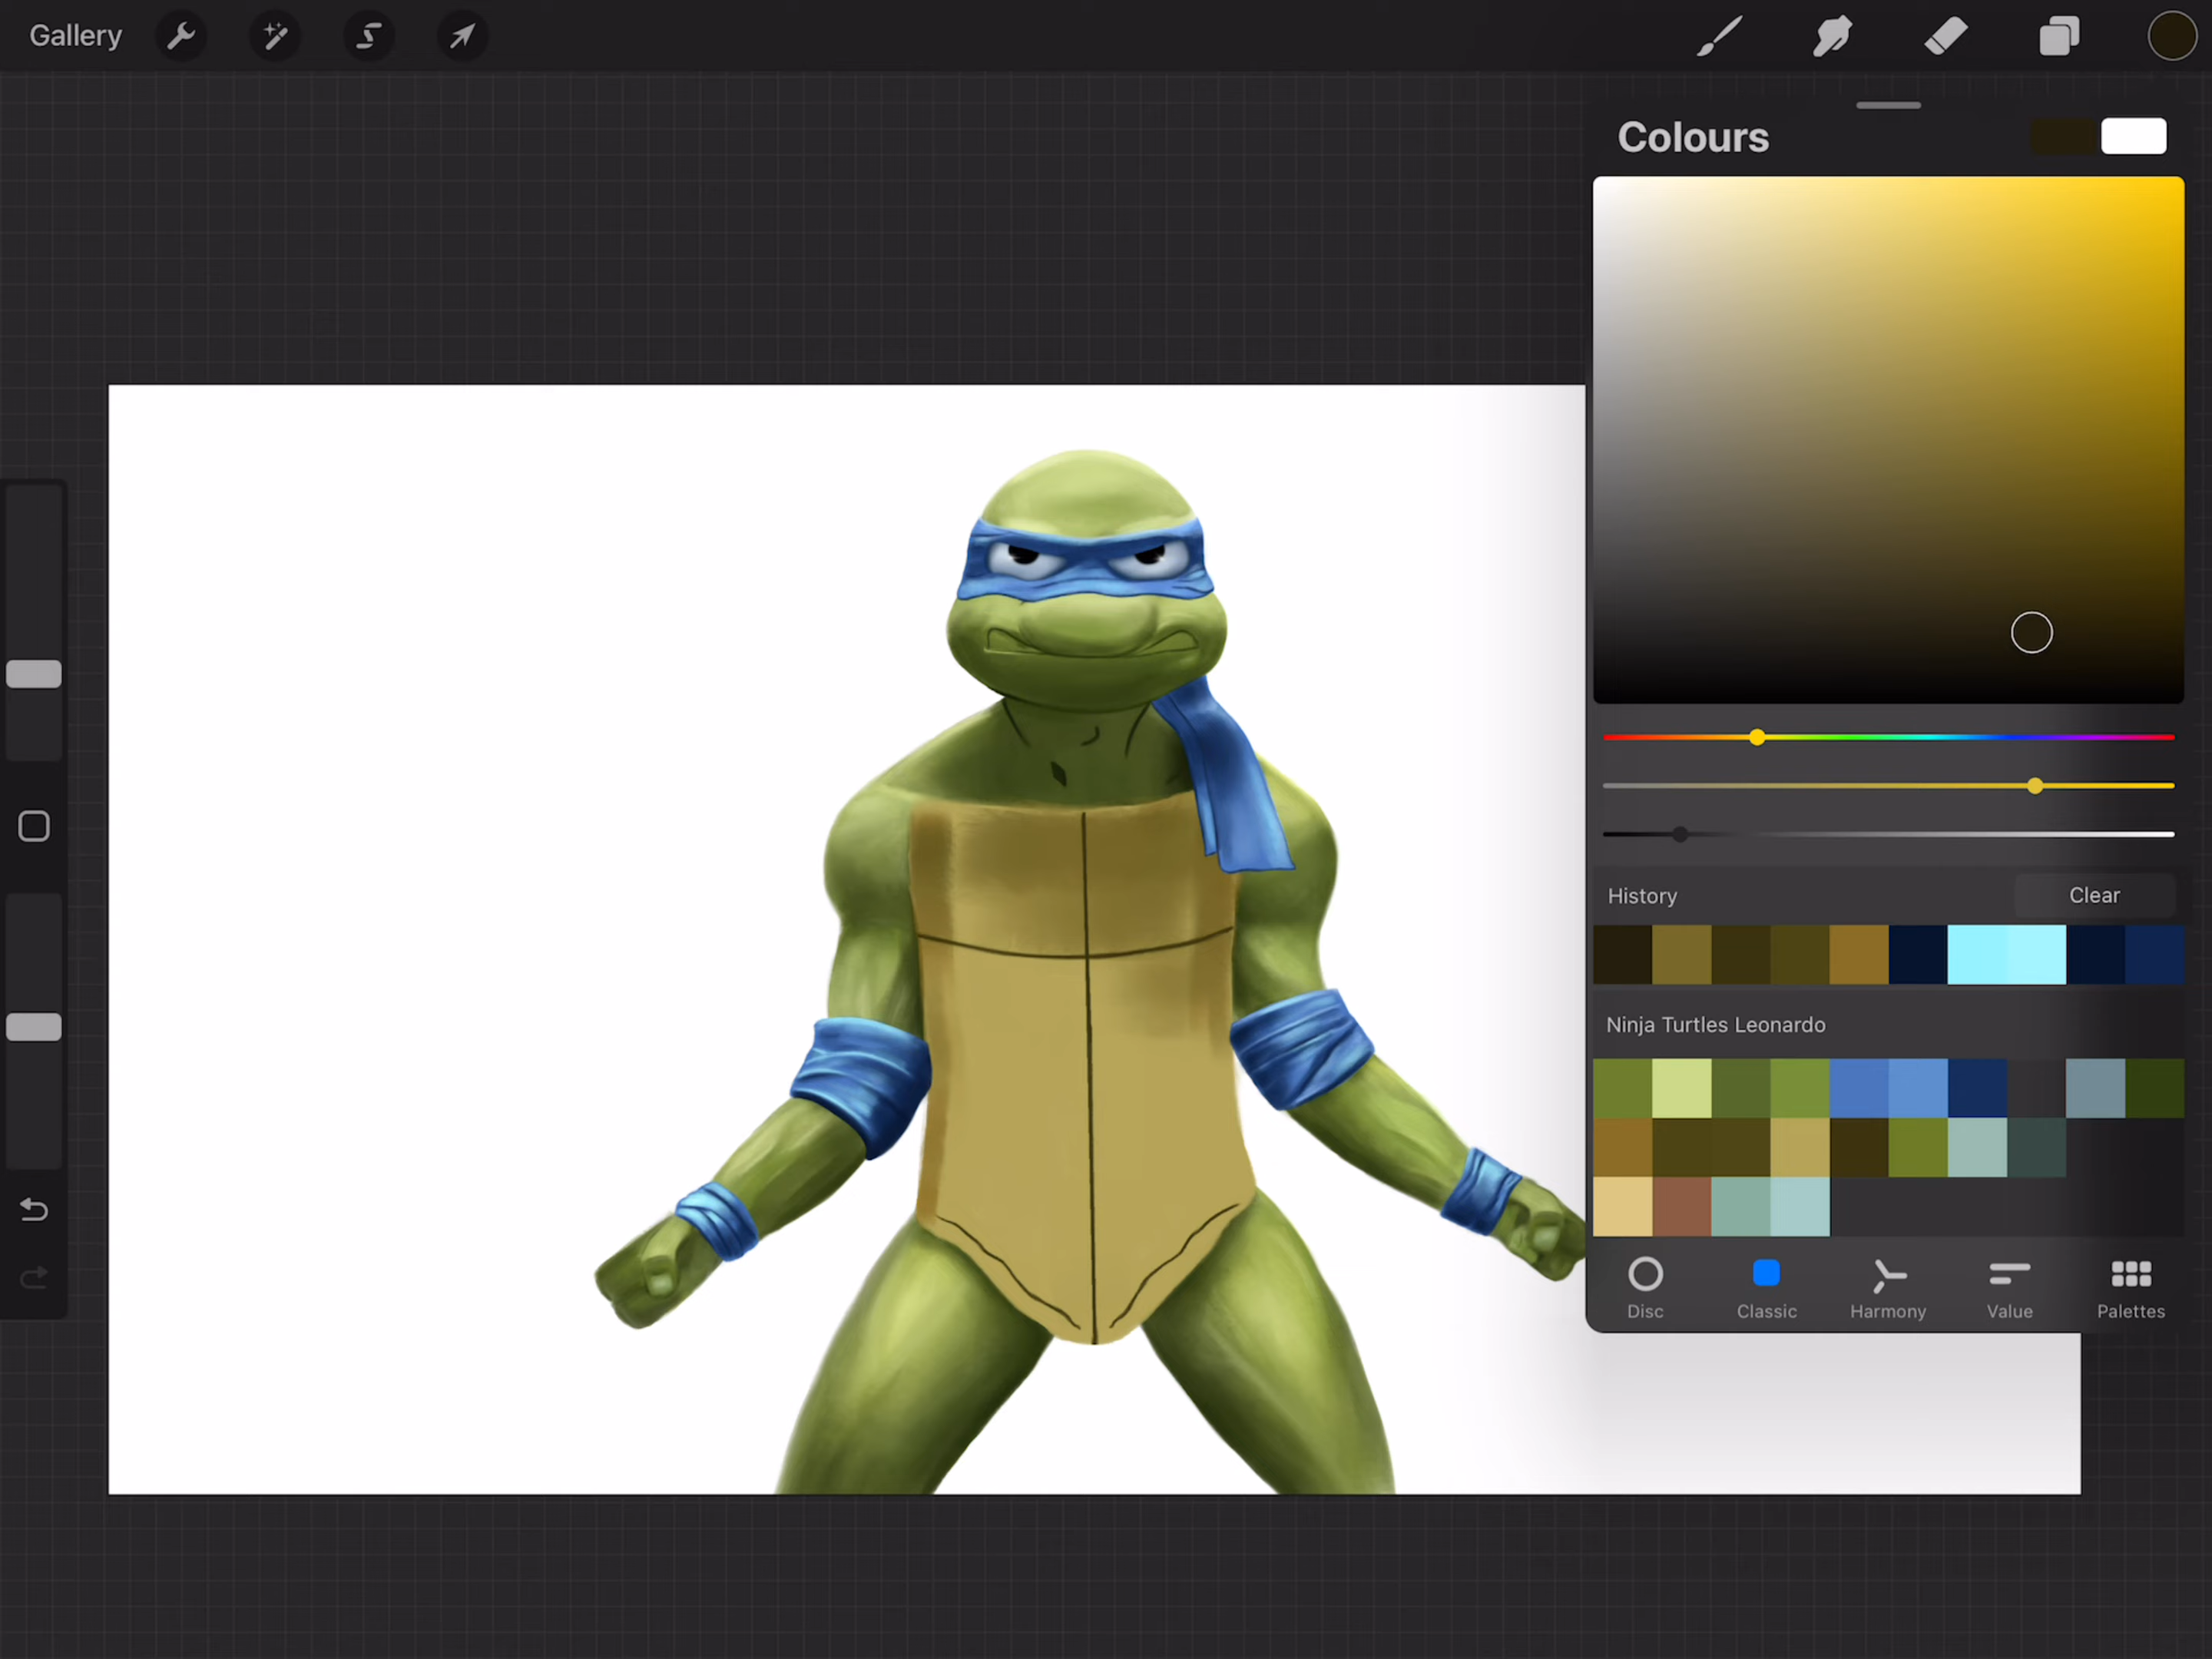 Gallery
Colours
History Clear
Ninja Turtles Leonardo
Disc Classic Harmony Value Palettes